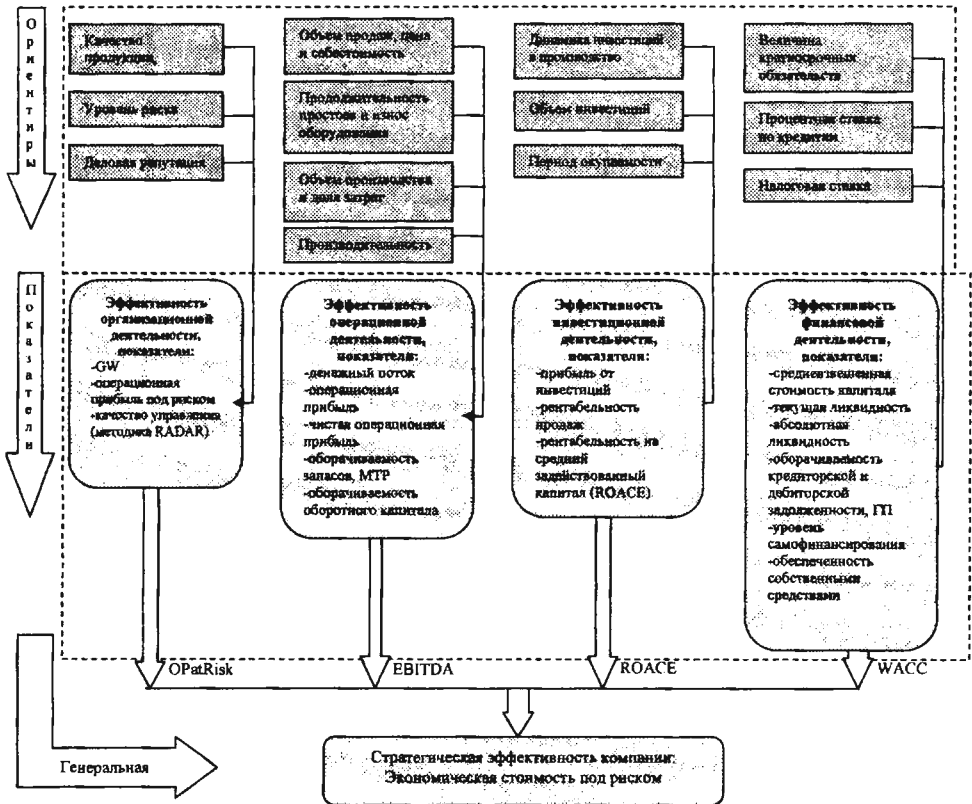 Ориентиры
Качество
продукции,
Уровень риска
Деловая репутация
Объем продаж, цена
и себестоимость
Продолжительность
простоев и износ
оборудования
Объем производства
и доля затрат
Производительность
Динамика инвестиций
в производство
Объем инвестиций
Период окупаемости
Величина
краткосрочных
обязательств
Процентная ставка
по кредитам
Налоговая ставка
Показатели
Эффективность
организационной
деятельности,
показатели:
-GW
-операционная
прибыль под риском
-качество управления
(методика RADAR)
Эффективность
операционной
деятельности,
показатели:
-денежный поток
-операционная
прибыль
-чистая операционная
прибыль
-оборачиваемость
запасов, МТР
-оборачиваемость
оборотного капитала
Эффективность
инвестиционной
деятельности,
показатели:
-прибыль от
инвестиций
-рентабельность
продаж
-рентабельность на
средний
задействованный
капитал (ROACE)
Эффективность
финансовой
деятельности,
показатели:
-средневзвешенная
стоимость капитала
-текущая ликвидность
-абсолютная
ликвидность
-оборачиваемость
кредиторской и
дебиторской
задолженности, ГП
-уровень
самофинансирования
-обеспеченность
собственными
средствами
OPatRisk
EBITDA
ROACE
WACC
Генеральная
Стратегическая эффективность компании:
Экономическая стоимость под риском